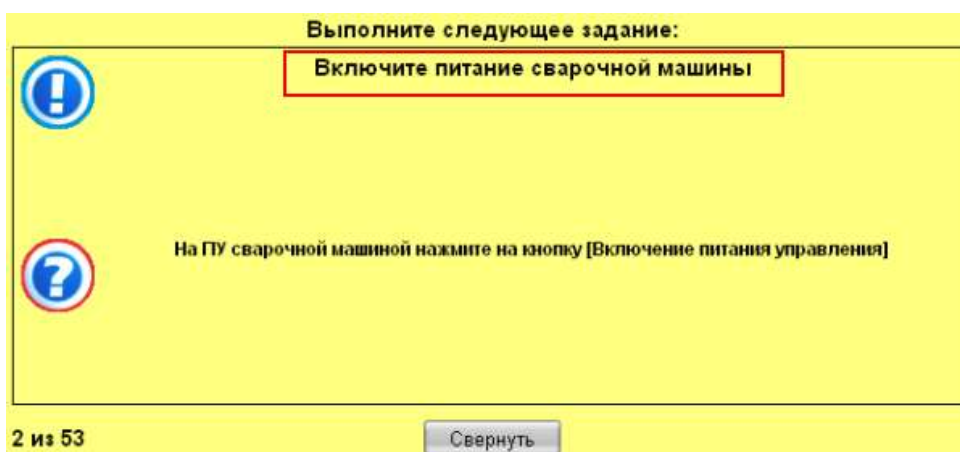 Выполните следующее задание:
Включите питание сварочной машины
На ПУ сварочной машиной нажмите на кнопку [Включение питания управления]
2 из 53
Свернуть